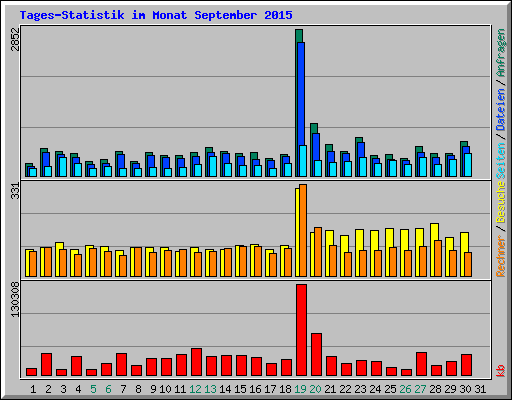 Tages-Statistik im Monat September 2015
2852
331
130308
Anfragen / Dateien / Seiten
Rechner / Besuche
kb
1 2 3 4 5 6 7 8 9 10 11 12 13 14 15 16 17 18 19 20 21 22 23 24 25 26 27 28 29 30 31